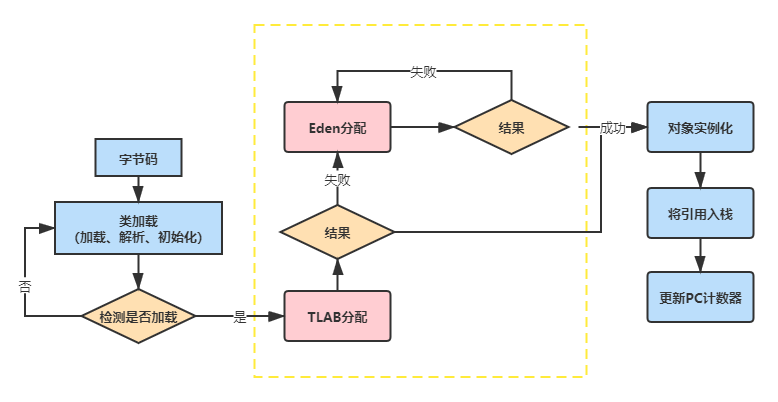 字节码
类加载
（加载、解析、初始化）
否
检测是否加载
是
TLAB分配
结果
失败
Eden分配
失败
结果
成功
对象实例化
将引用入栈
更新PC计数器